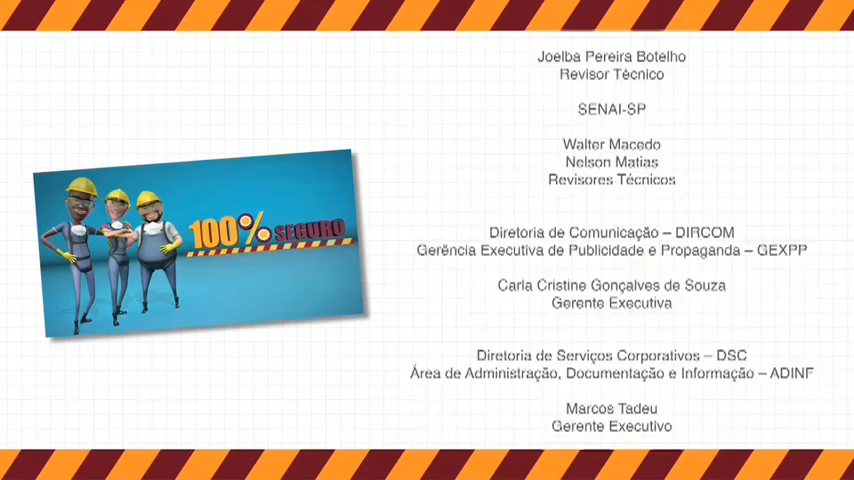 100% SEGURO
Joelba Pereira Botelho
Revisor Técnico
SENAI-SP
Walter Macedo
Nelson Matias
Revisores Técnicos
Diretoria de Comunicação – DIRCOM
Gerência Executiva de Publicidade e Propaganda – GEXPP
Carla Cristine Gonçalves de Souza
Gerente Executiva
Diretoria de Serviços Corporativos – DSC
Área de Administração, Documentação e Informação – ADINF
Marcos Tadeu
Gerente Executivo